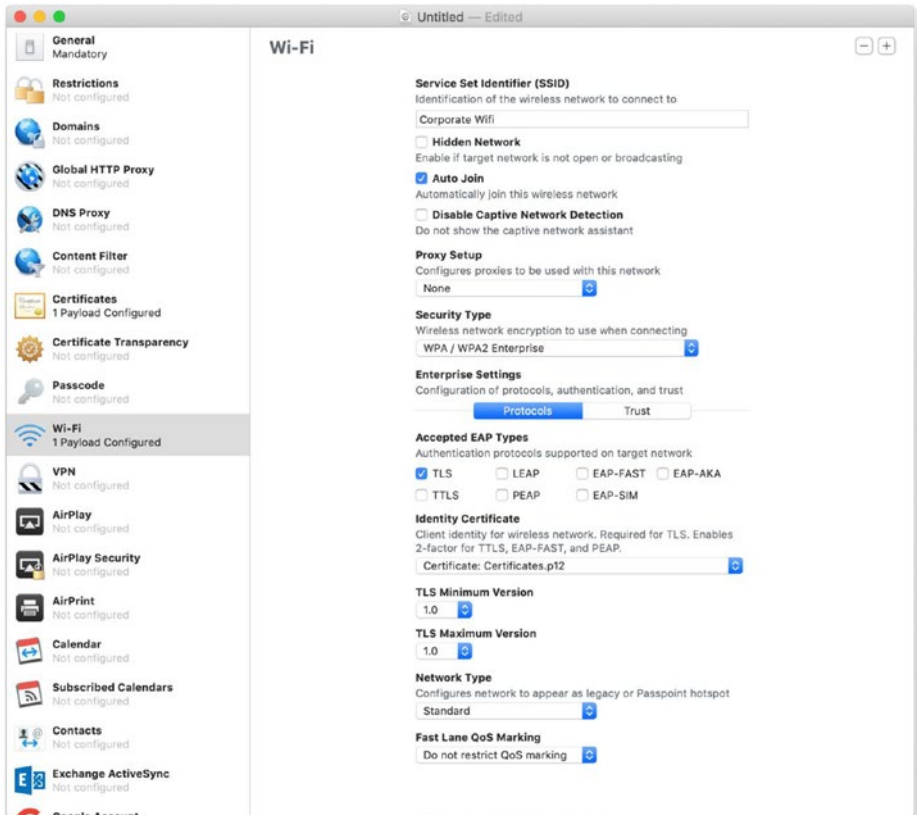 Untitled — Edited
General
Mandatory
Restrictions
Not configured
Domains
Not configured
Global HTTP Proxy
Not configured
DNS Proxy
Not configured
Content Filter
Not configured
Certificates
1 Payload Configured
Certificate Transparency
Not configured
Passcode
Not configured
Wi-Fi
1 Payload Configured
VPN
Not configured
AirPlay
Not configured
AirPlay Security
Not configured
AirPrint
Not configured
Calendar
Not configured
Subscribed Calendars
Not configured
Contacts
Not configured
Exchange ActiveSync
Not configured
Google Account
Wi-Fi
Service Set Identifier (SSID)
Identification of the wireless network to connect to
Corporate Wifi
Hidden Network
Enable if target network is not open or broadcasting
Auto Join
Automatically join this wireless network
Disable Captive Network Detection
Do not show the captive network assistant
Proxy Setup
Configures proxies to be used with this network
None
Security Type
Wireless network encryption to use when connecting
WPA / WPA2 Enterprise
Enterprise Settings
Configuration of protocols, authentication, and trust
Protocols Trust
Accepted EAP Types
Authentication protocols supported on target network
TLS LEAP EAP-FAST EAP-AKA
TTLS PEAP EAP-SIM
Identity Certificate
Client identity for wireless network. Required for TLS. Enables
2-factor for TTLS, EAP-FAST, and PEAP.
Certificate: Certificates.p12
TLS Minimum Version
1.0
TLS Maximum Version
1.0
Network Type
Configures network to appear as legacy or Passpoint hotspot
Standard
Fast Lane QoS Marking
Do not restrict QoS marking